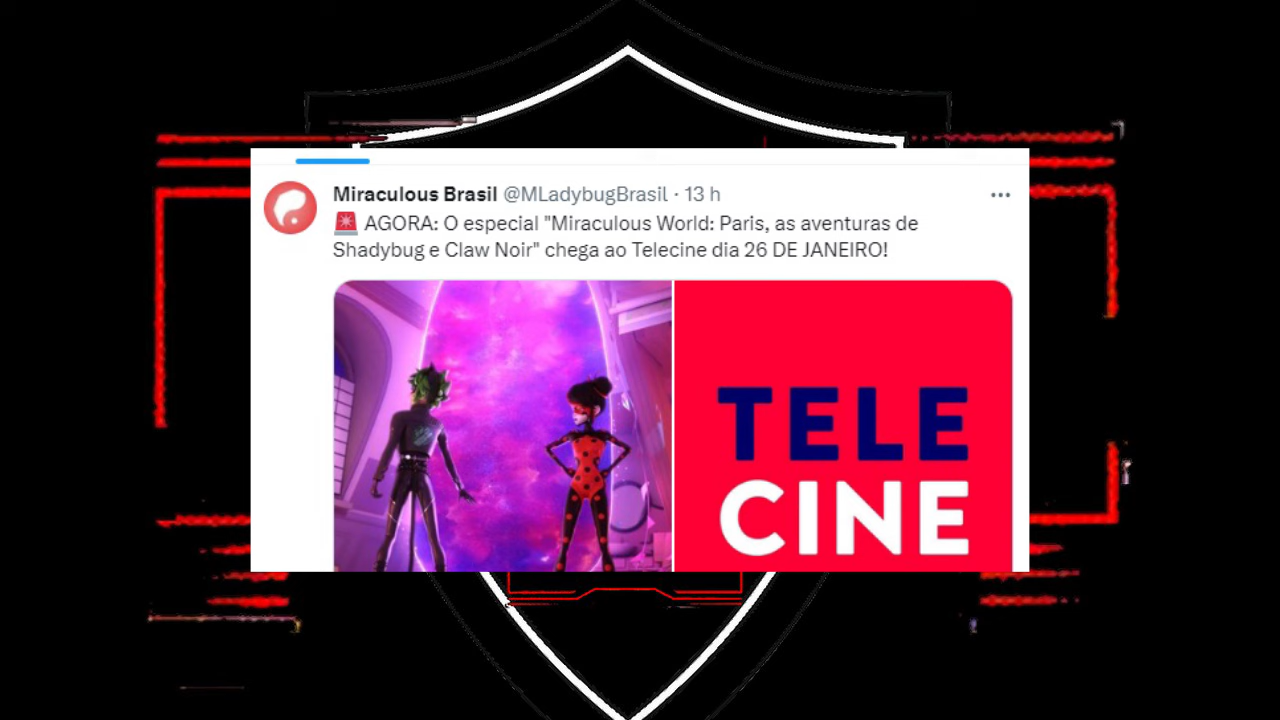 Miraculous Brasil @MLadybugBrasil · 13 h
🚨 AGORA: O especial "Miraculous World: Paris, as aventuras de
Shadybug e Claw Noir" chega ao Telecine dia 26 DE JANEIRO!
TELE
CINE